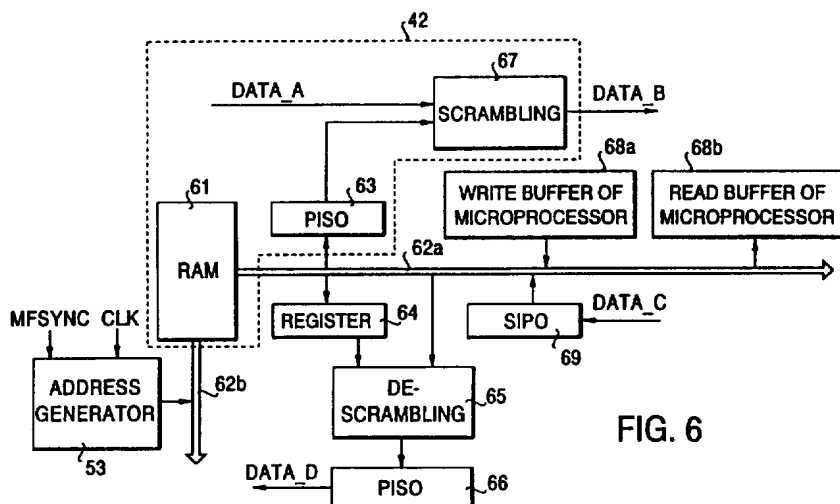 42
67
DATA_A
SCRAMBLING
DATA_B
68a
68b
61
63
PISO
WRITE BUFFER OF
MICROPROCESSOR
READ BUFFER OF
MICROPROCESSOR
62a
RAM
MFSYNC CLK
REGISTER
64
SIPO
69
DATA_C
ADDRESS
GENERATOR
53
62b
DE-
SCRAMBLING
65
FIG. 6
DATA_D
PISO
66